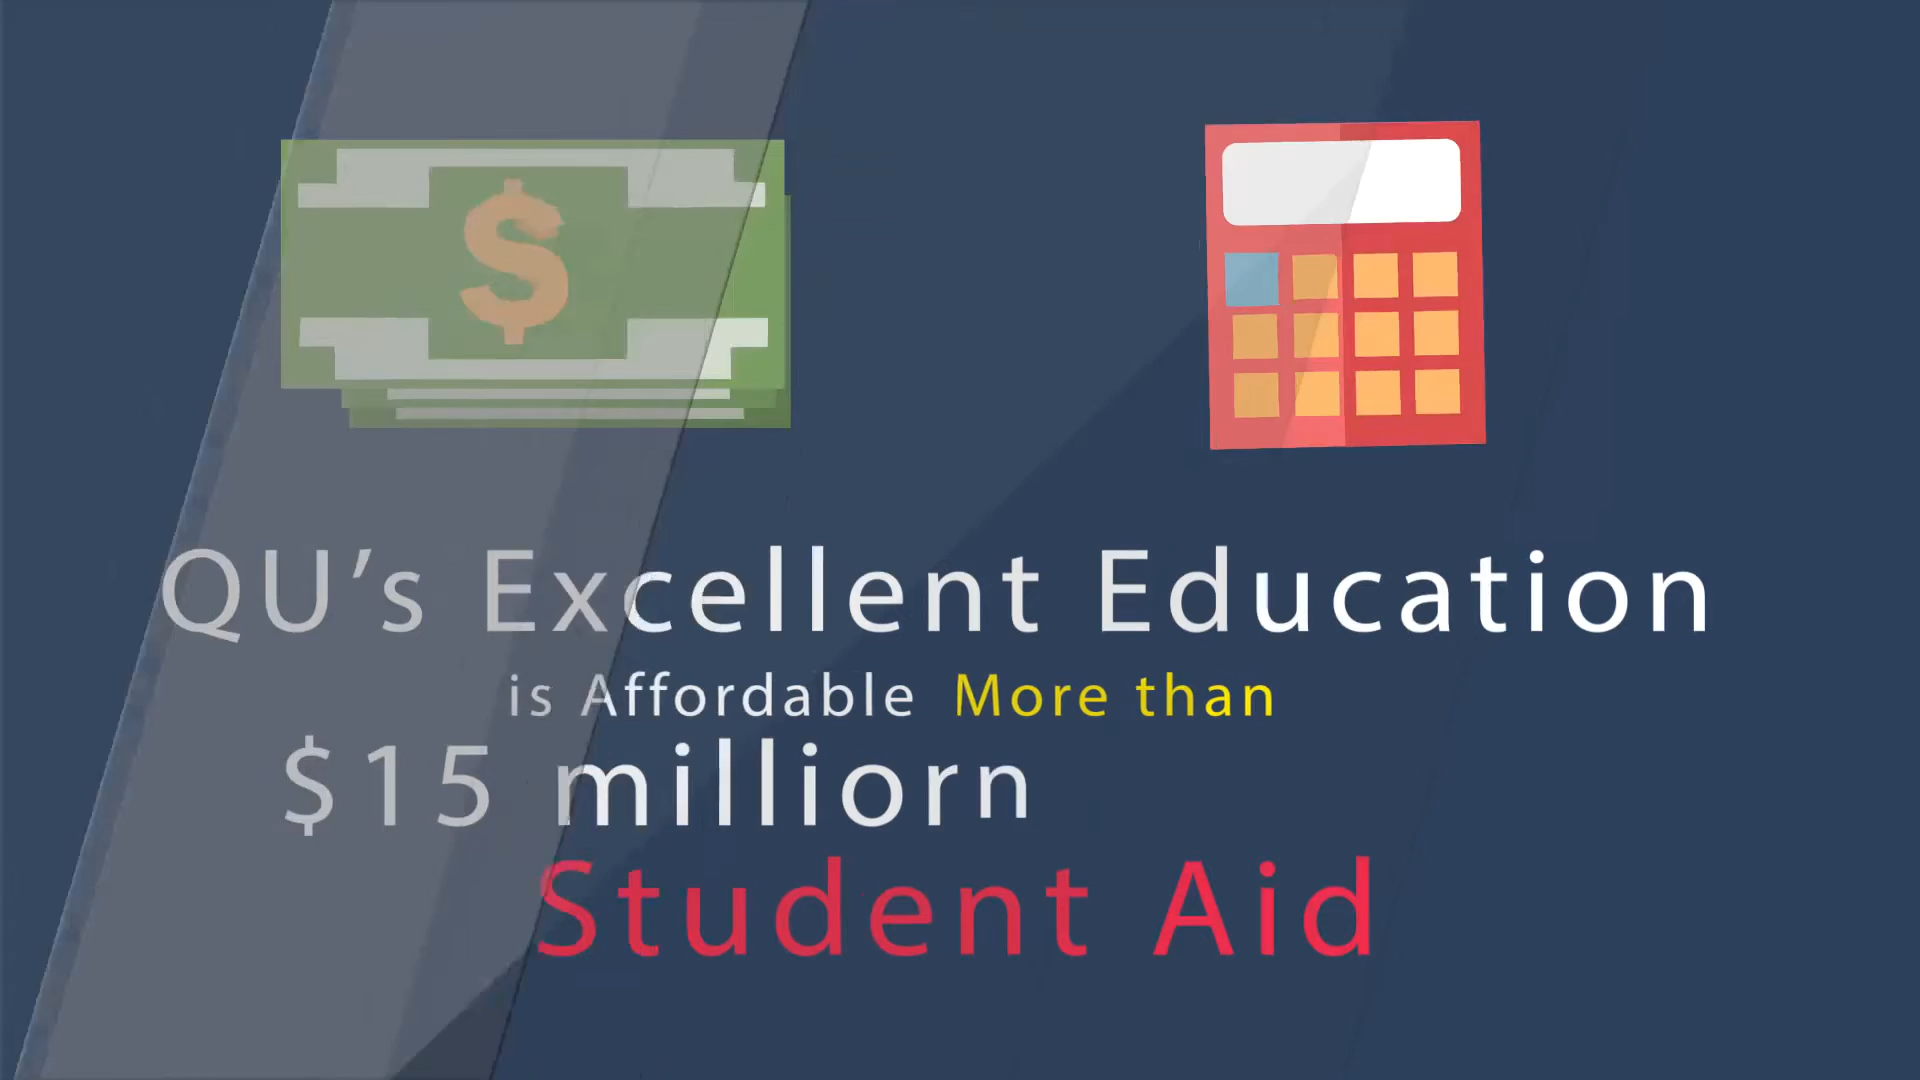 $
QU's Excellent Education
is Affordable More than
$15 milliorn
Student Aid